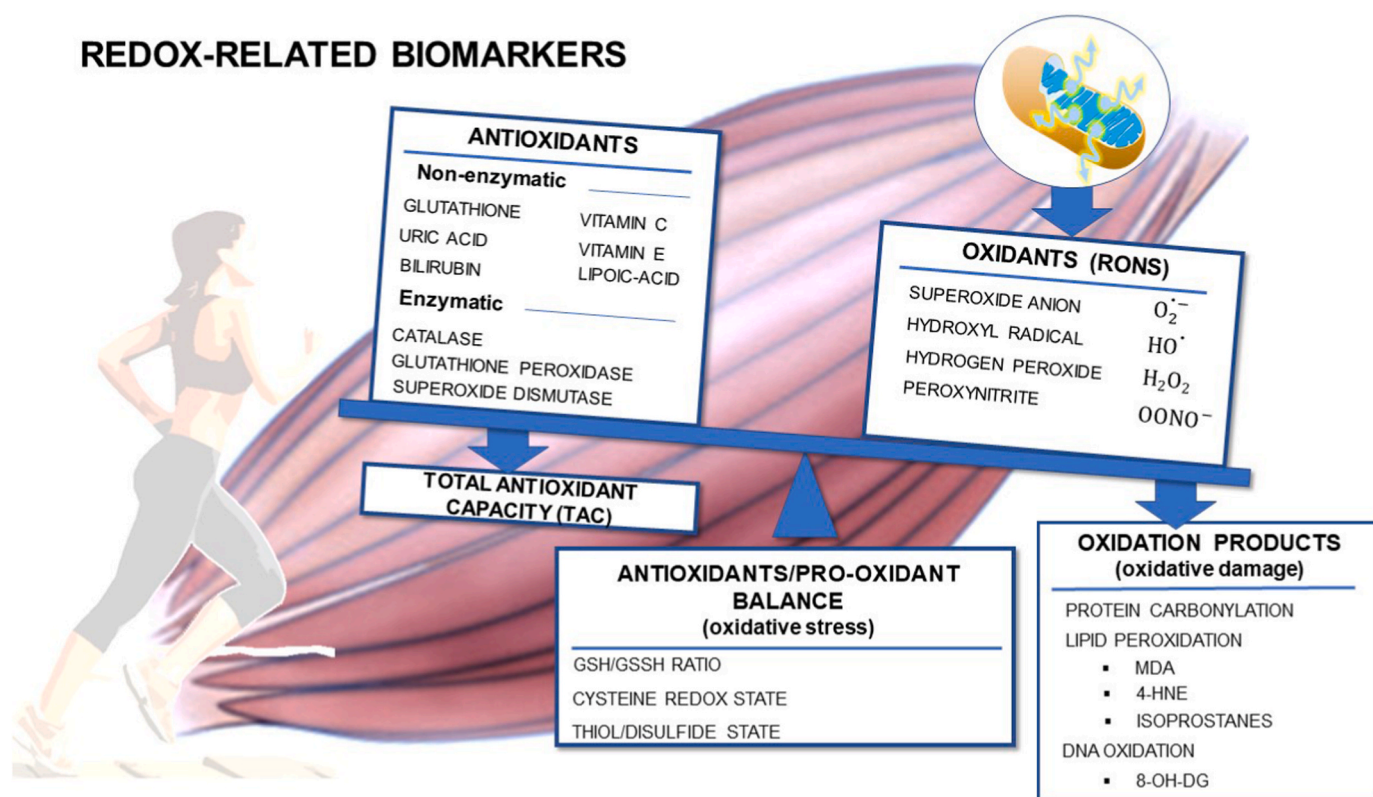 REDOX-RELATED BIOMARKERS
ANTIOXIDANTS
Non-enzymatic
GLUTATHIONE VITAMIN C
URIC ACID VITAMIN E
BILIRUBIN LIPOIC-ACID
Enzymatic
CATALASE
GLUTATHIONE PEROXIDASE
SUPEROXIDE DISMUTASE
TOTAL ANTIOXIDANT
CAPACITY (TAC)
OXIDANTS (RONS)
SUPEROXIDE ANION O₂˙⁻
HYDROXYL RADICAL HO˙
HYDROGEN PEROXIDE H₂O₂
PEROXYNITRITE OONO⁻
ANTIOXIDANTS/PRO-OXIDANT
BALANCE
(oxidative stress)
GSH/GSSH RATIO
CYSTEINE REDOX STATE
THIOL/DISULFIDE STATE
OXIDATION PRODUCTS
(oxidative damage)
PROTEIN CARBONYLATION
LIPID PEROXIDATION
▪ MDA
▪ 4-HNE
▪ ISOPROSTANES
DNA OXIDATION
▪ 8-OH-DG